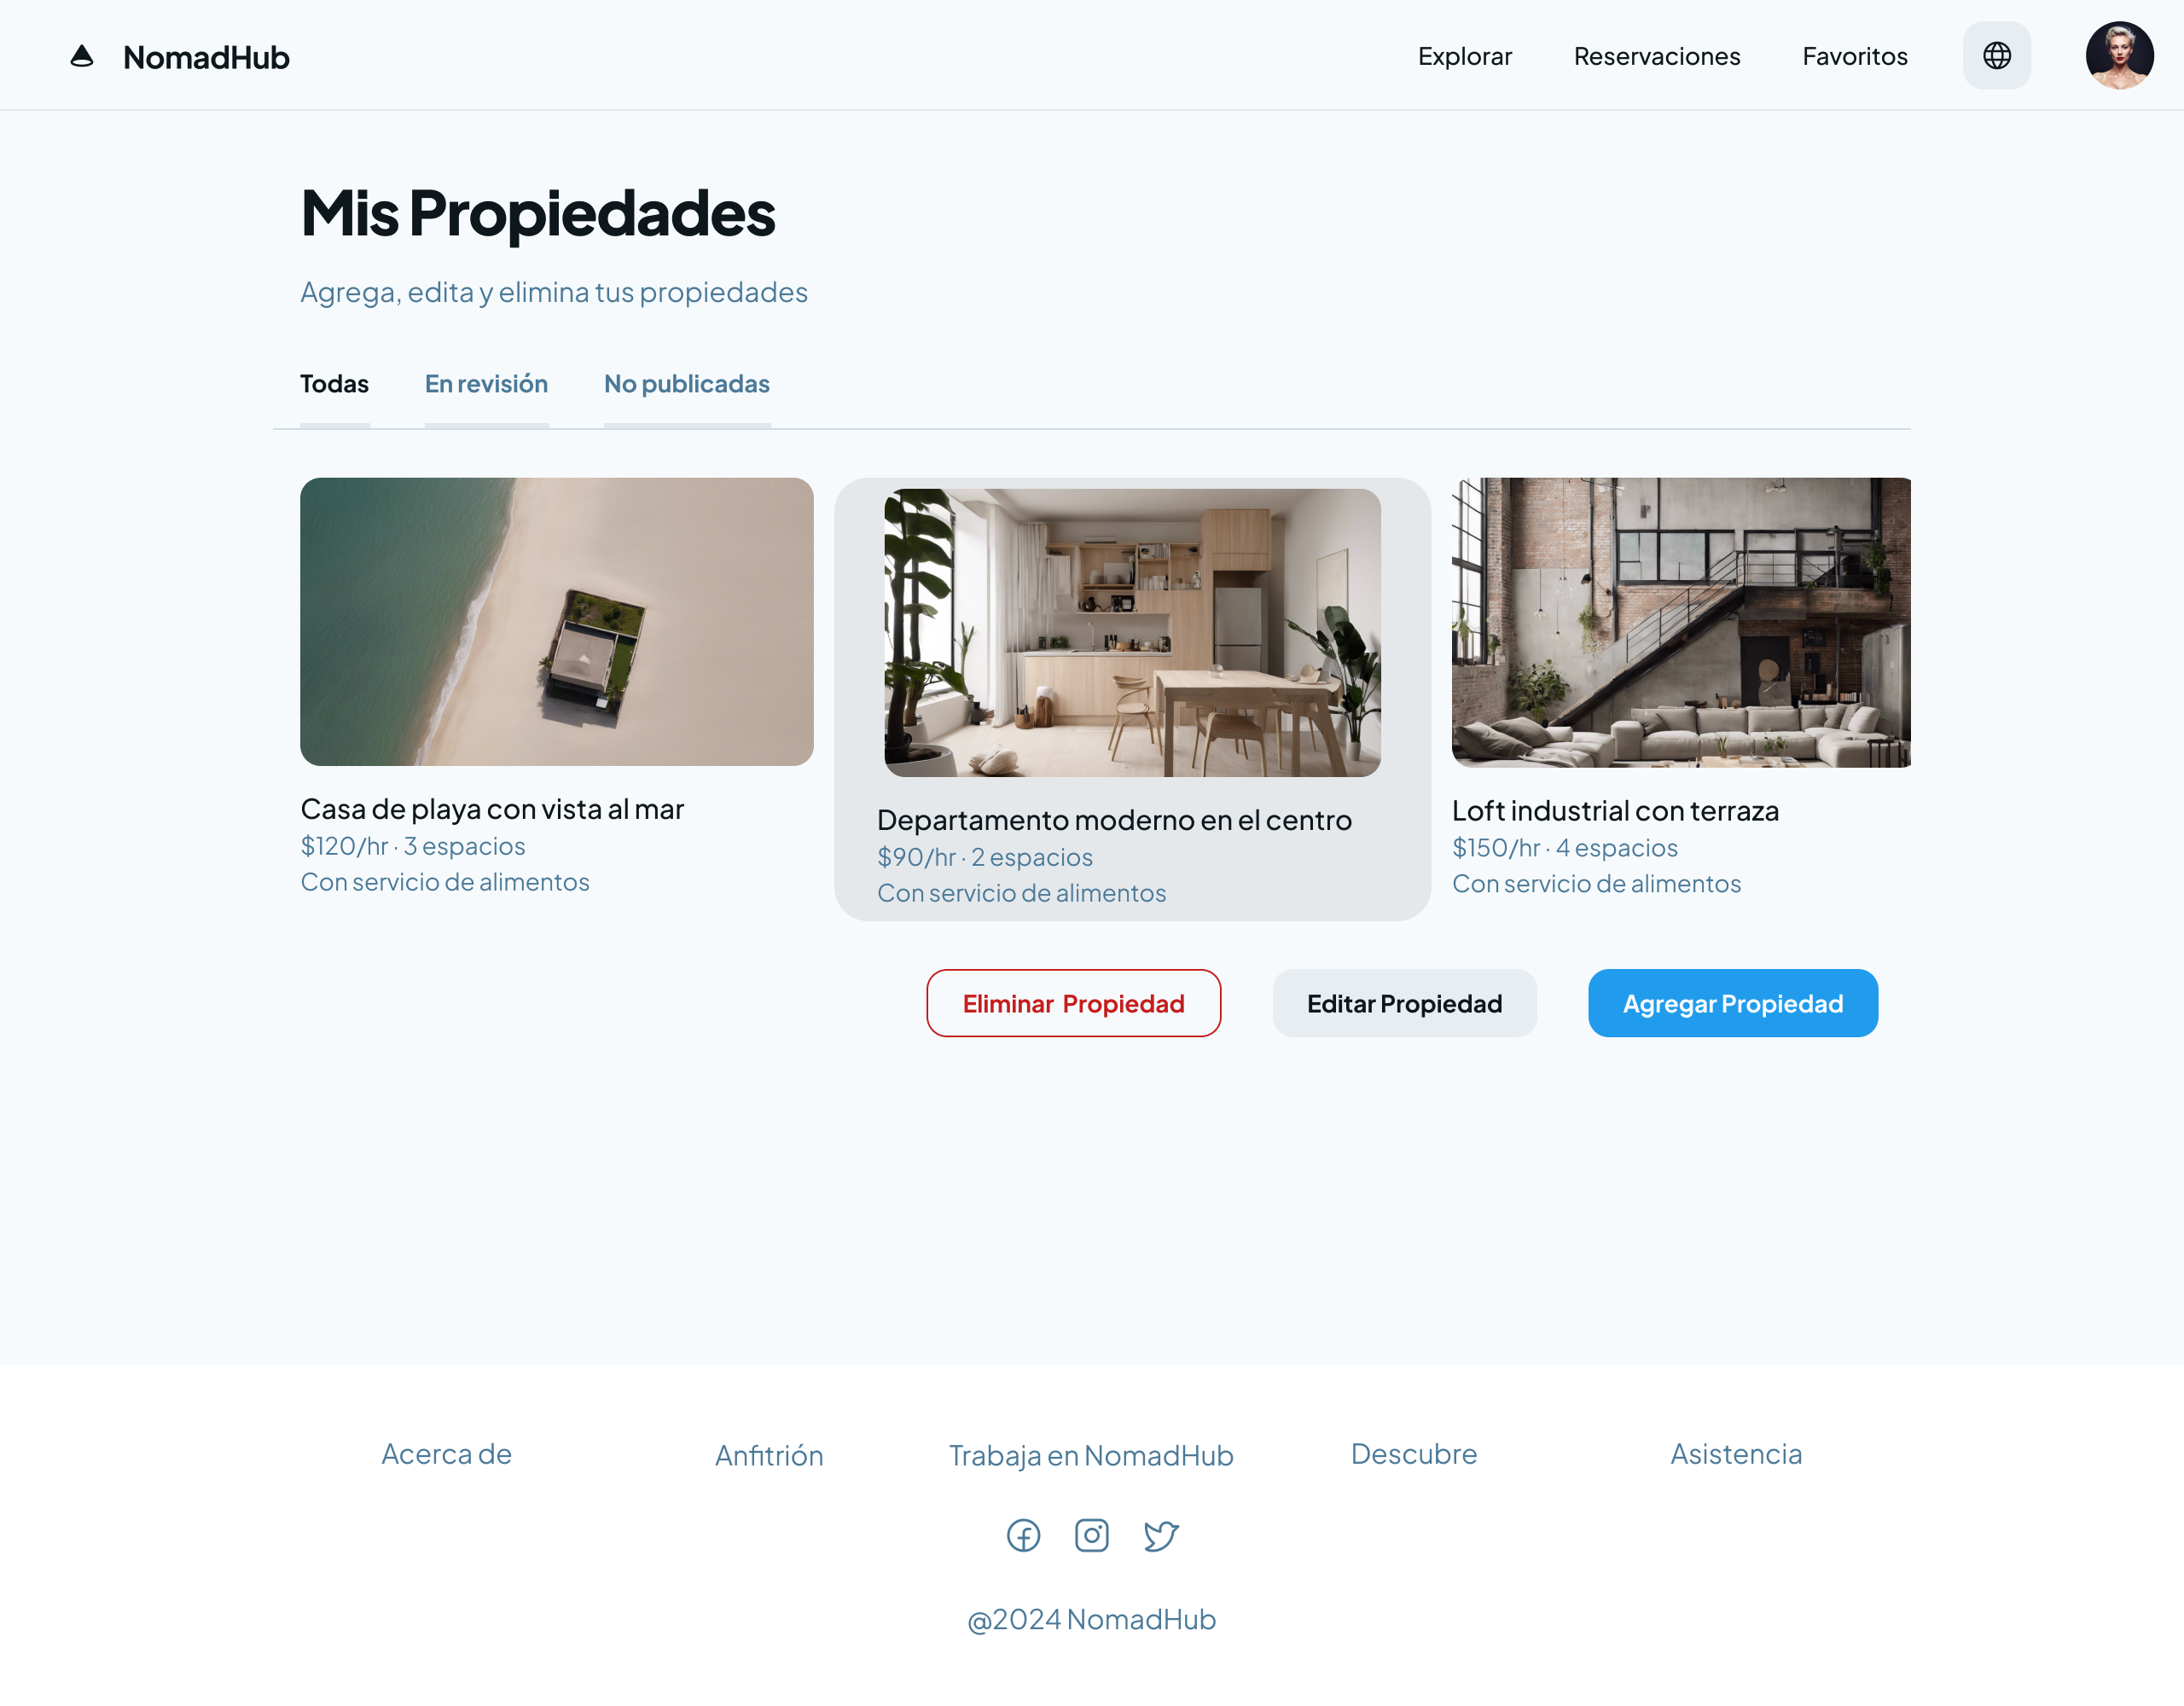 NomadHub
Explorar
Reservaciones
Favoritos
Mis Propiedades
Agrega, edita y elimina tus propiedades
Todas
En revisión
No publicadas
Casa de playa con vista al mar
$120/hr · 3 espacios
Con servicio de alimentos
Departamento moderno en el centro
$90/hr · 2 espacios
Con servicio de alimentos
Loft industrial con terraza
$150/hr · 4 espacios
Con servicio de alimentos
Eliminar Propiedad
Editar Propiedad
Agregar Propiedad
Acerca de
Anfitrión
Trabaja en NomadHub
Descubre
Asistencia
@2024 NomadHub